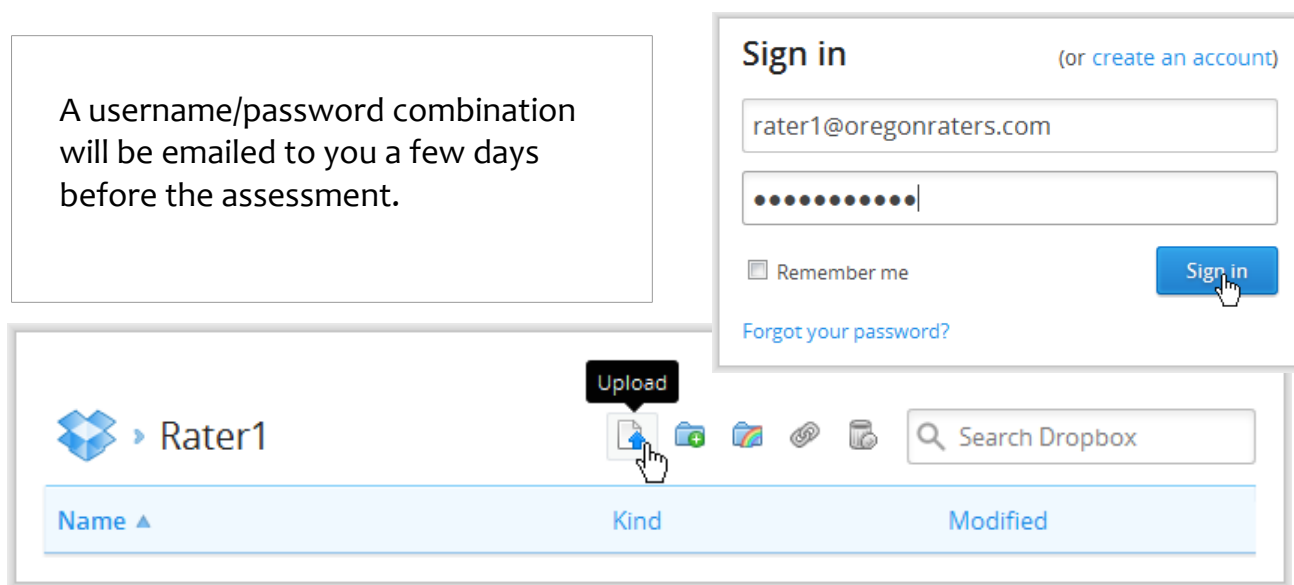 A username/password combination
will be emailed to you a few days
before the assessment.
Sign in
(or create an account)
rater1@oregonraters.com
●●●●●●●●●●●
Remember me
Sign in
Forgot your password?
Upload
Rater1
Search Dropbox
Name ▲
Kind
Modified